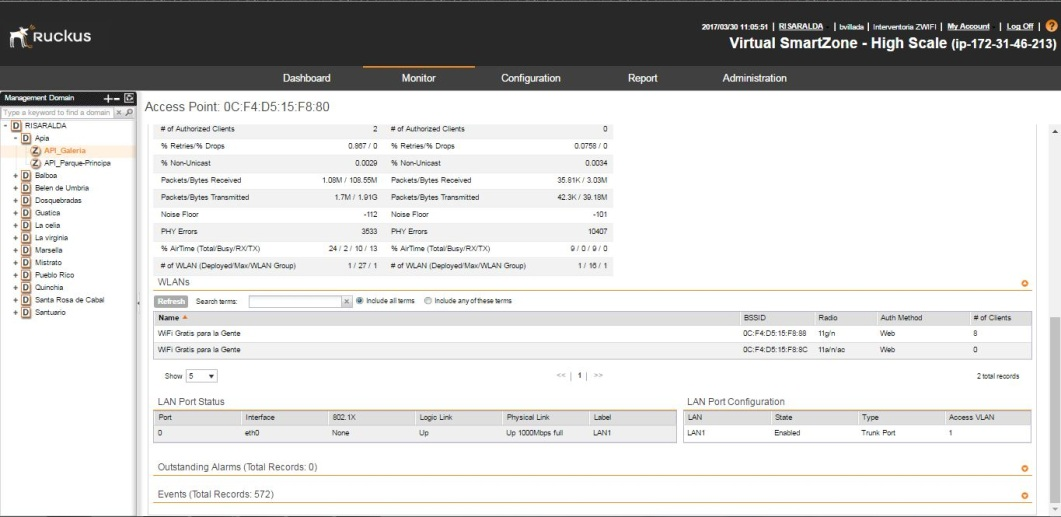 Ruckus
2017/03/30 11:05:51 | RISARALDA | bvillada | Interventoria ZWIFI | My Account | Log Off | ?
Virtual SmartZone - High Scale (ip-172-31-46-213)
Dashboard Monitor Configuration Report Administration
Management Domain
Type a keyword to find a domain
Access Point: 0C:F4:D5:15:F8:80
RISARALDA
Apia
API_Galeria
API_Parque-Principa
Balboa
Belen de Umbria
Dosquebradas
Guatica
La celia
La virginia
Marsella
Mistrato
Pueblo Rico
Quinchia
Santa Rosa de Cabal
Santuario
# of Authorized Clients 2 # of Authorized Clients 0
% Retries/% Drops 0.867 / 0 % Retries/% Drops 0.0758 / 0
% Non-Unicast 0.0029 % Non-Unicast 0.0034
Packets/Bytes Received 1.08M / 108.55M Packets/Bytes Received 35.81K / 3.03M
Packets/Bytes Transmitted 1.7M / 1.91G Packets/Bytes Transmitted 42.3K / 39.18M
Noise Floor -112 Noise Floor -101
PHY Errors 3533 PHY Errors 10407
% AirTime (Total/Busy/RX/TX) 24 / 2 / 10 / 13 % AirTime (Total/Busy/RX/TX) 9 / 0 / 9 / 0
# of WLAN (Deployed/Max/WLAN Group) 1 / 27 / 1 # of WLAN (Deployed/Max/WLAN Group) 1 / 16 / 1
WLANs
Refresh Search terms: x Include all terms Include any of these terms
Name BSSID Radio Auth Method # of Clients
WiFi Gratis para la Gente 0C:F4:D5:15:F8:88 11g/n Web 8
WiFi Gratis para la Gente 0C:F4:D5:15:F8:8C 11a/n/ac Web 0
Show 5 << | 1 | >> 2 total records
LAN Port Status
Port Interface 802.1X Logic Link Physical Link Label
0 eth0 None Up Up 1000Mbps full LAN1
LAN Port Configuration
LAN State Type Access VLAN
LAN1 Enabled Trunk Port 1
Outstanding Alarms (Total Records: 0)
Events (Total Records: 572)